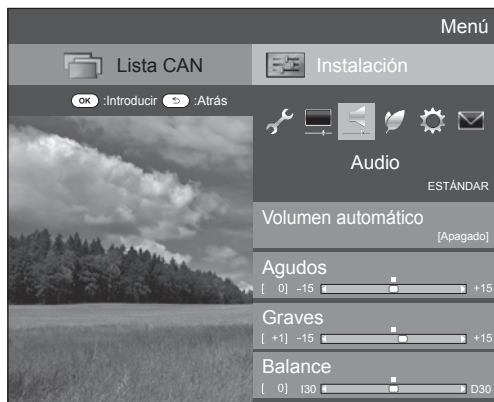 Menú
Lista CAN
Instalación
OK :Introducir :Atrás
Audio
ESTÁNDAR
Volumen automático
[Apagado]
Agudos
[ 0] -15 +15
Graves
[ +1] -15 +15
Balance
[ 0] I30 D30